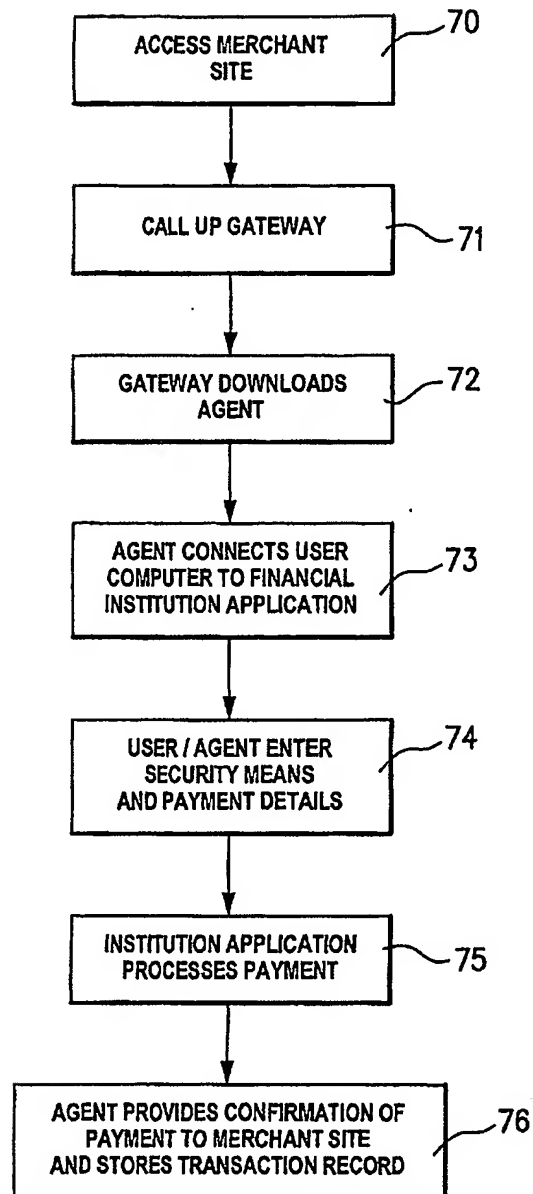 ACCESS MERCHANT
SITE
70
CALL UP GATEWAY
71
GATEWAY DOWNLOADS
AGENT
72
AGENT CONNECTS USER
COMPUTER TO FINANCIAL
INSTITUTION APPLICATION
73
USER / AGENT ENTER
SECURITY MEANS
AND PAYMENT DETAILS
74
INSTITUTION APPLICATION
PROCESSES PAYMENT
75
AGENT PROVIDES CONFIRMATION OF
PAYMENT TO MERCHANT SITE
AND STORES TRANSACTION RECORD
76